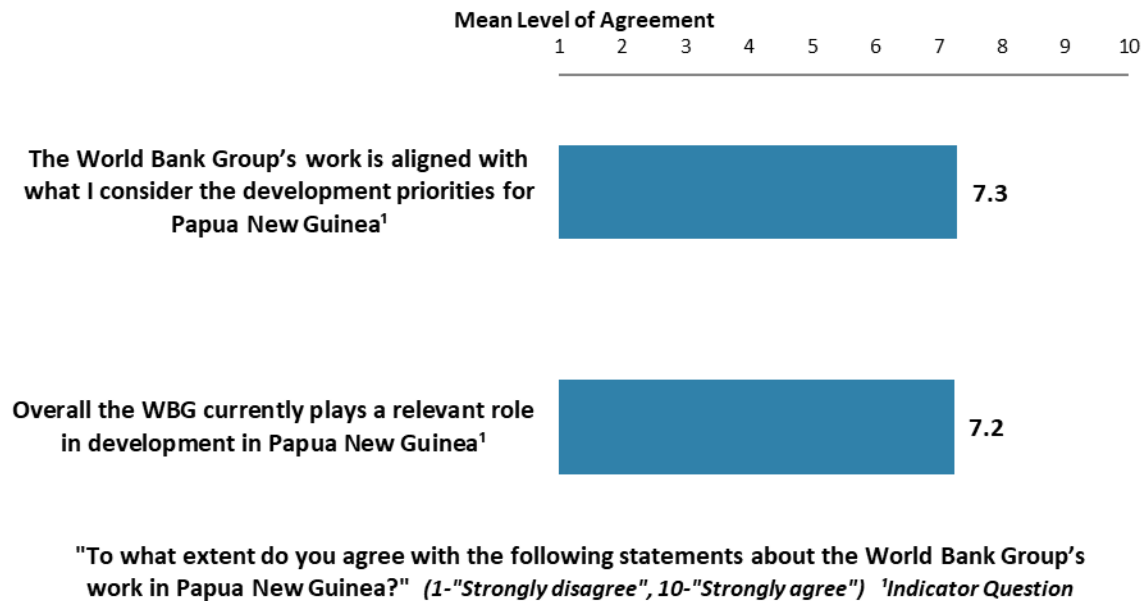 Mean Level of Agreement
1 2 3 4 5 6 7 8 9 10
The World Bank Group’s work is aligned with
what I consider the development priorities for
Papua New Guinea¹
7.3
Overall the WBG currently plays a relevant role
in development in Papua New Guinea¹
7.2
"To what extent do you agree with the following statements about the World Bank Group’s
work in Papua New Guinea?" (1-"Strongly disagree", 10-"Strongly agree") ¹Indicator Question